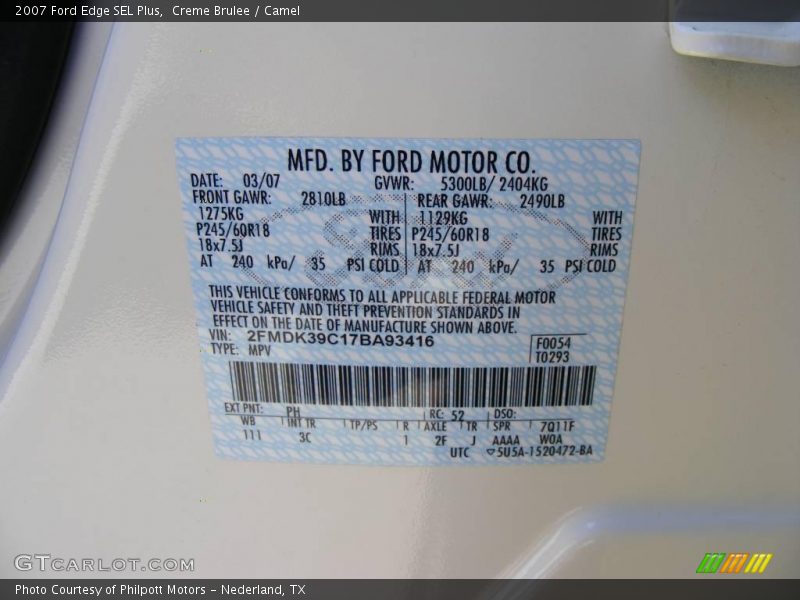 2007 Ford Edge SEL Plus, Creme Brulee / Camel
MFD. BY FORD MOTOR CO.
DATE: 03/07 GVWR: 5300LB/ 2404KG
FRONT GAWR: 2810LB REAR GAWR: 2490LB
1275KG WITH 1129KG WITH
P245/60R18 TIRES P245/60R18 TIRES
18x7.5J RIMS 18x7.5J RIMS
AT 240 kPa/ 35 PSI COLD AT 240 kPa/ 35 PSI COLD
THIS VEHICLE CONFORMS TO ALL APPLICABLE FEDERAL MOTOR
VEHICLE SAFETY AND THEFT PREVENTION STANDARDS IN
EFFECT ON THE DATE OF MANUFACTURE SHOWN ABOVE.
VIN: 2FMDK39C17BA93416 F0054
TYPE: MPV T0293
EXT PNT: PH RC: 52 DSO:
WB INT TR TP/PS R AXLE TR SPR 7Q11F
111 3C 1 2F J AAAA WOA
UTC ▽5U5A-1520472-BA
GTCARLOT.COM
Photo Courtesy of Philpott Motors - Nederland, TX